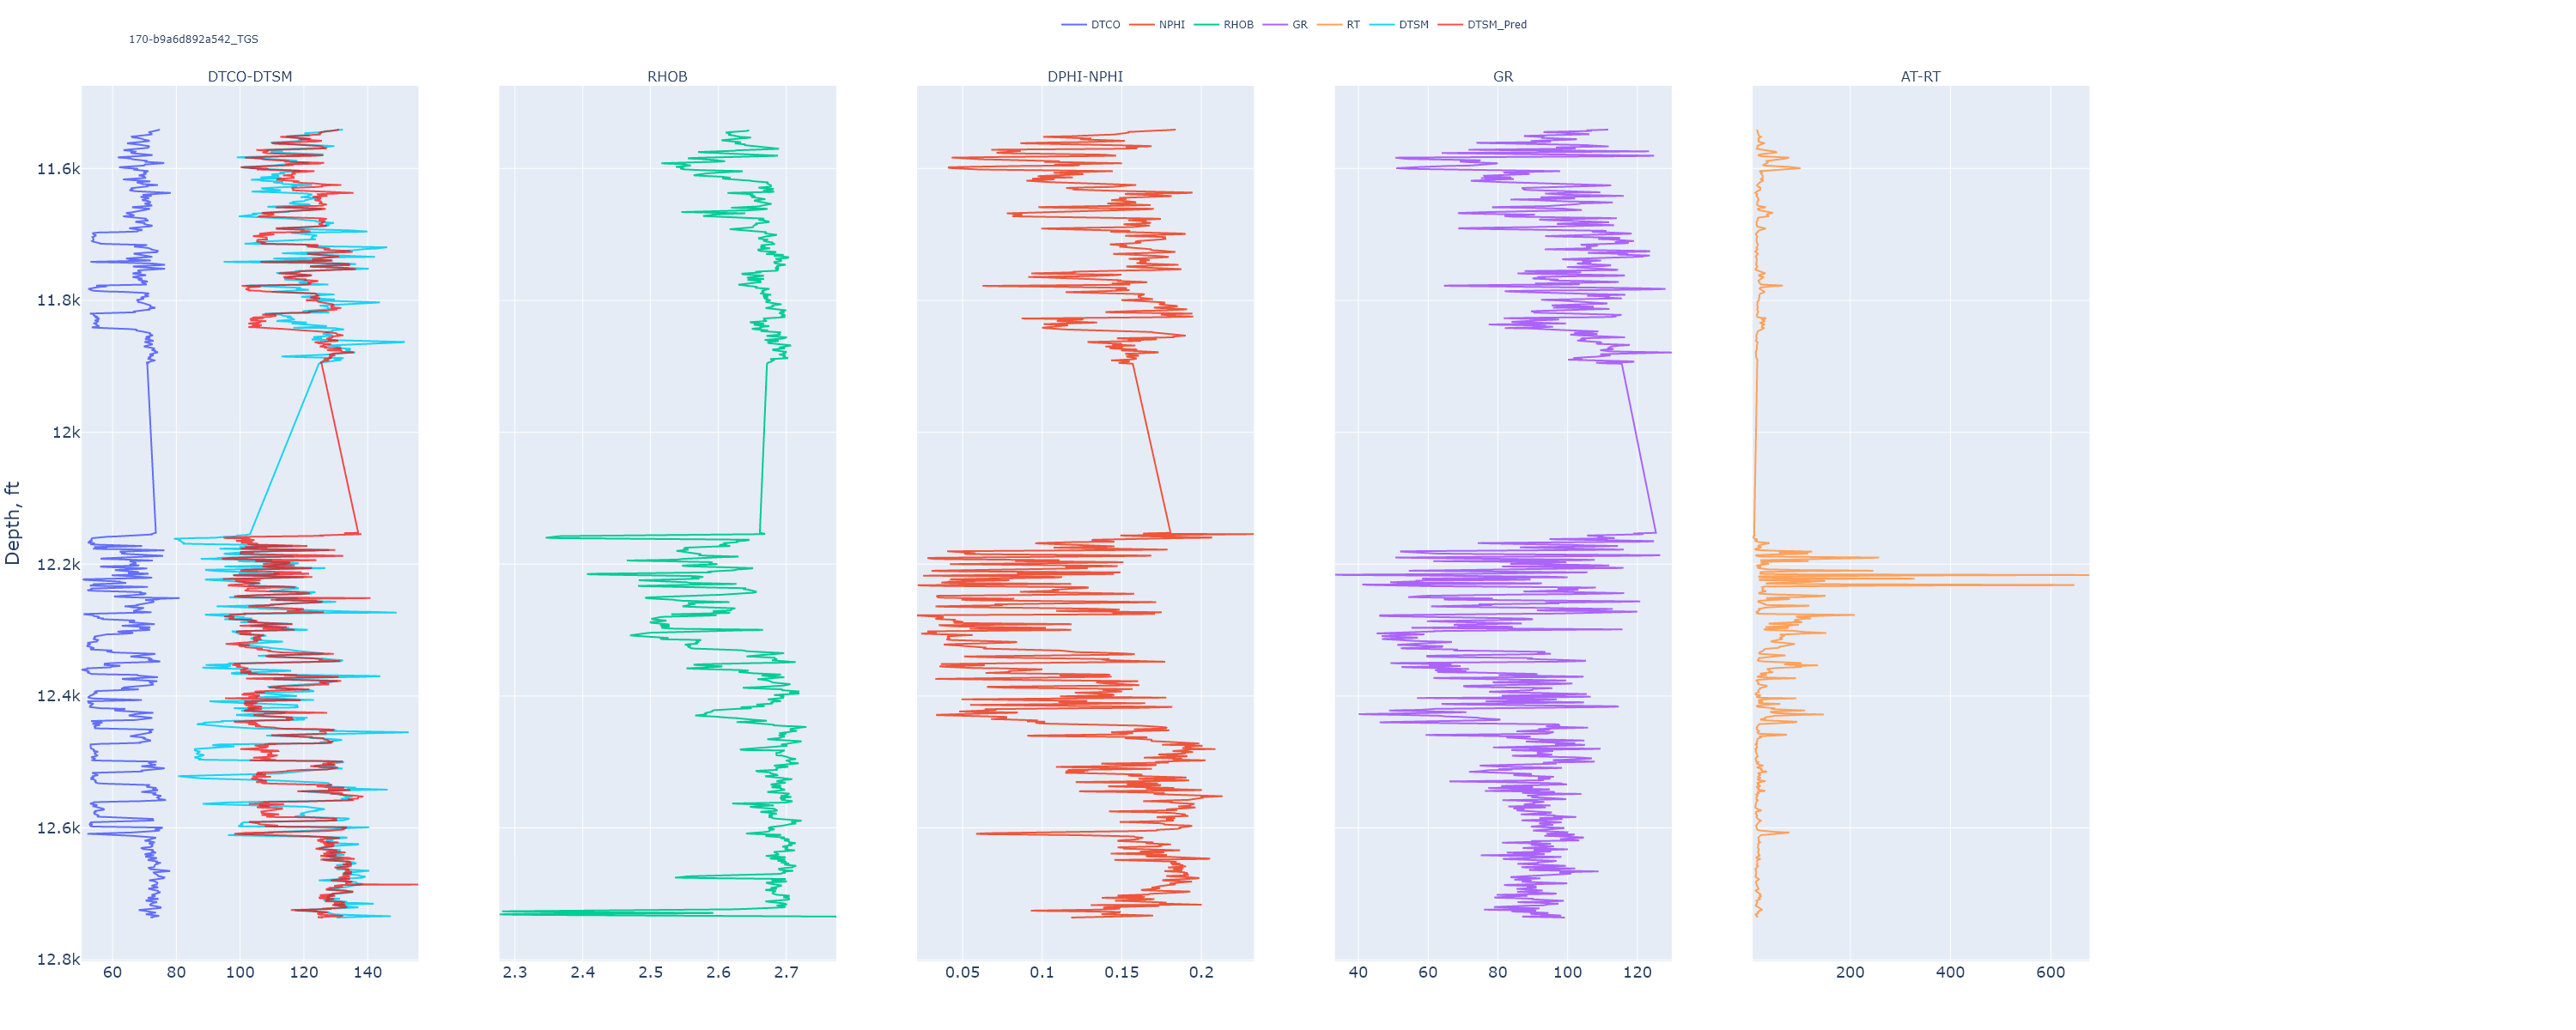 DTCO NPHI RHOB GR RT DTSM DTSM_Pred
170-b9a6d892a542_TGS
DTCO-DTSM RHOB DPHI-NPHI GR AT-RT
Depth, ft
11.6k
11.8k
12k
12.2k
12.4k
12.6k
12.8k
60 80 100 120 140 2.3 2.4 2.5 2.6 2.7 0.05 0.1 0.15 0.2 40 60 80 100 120 200 400 600